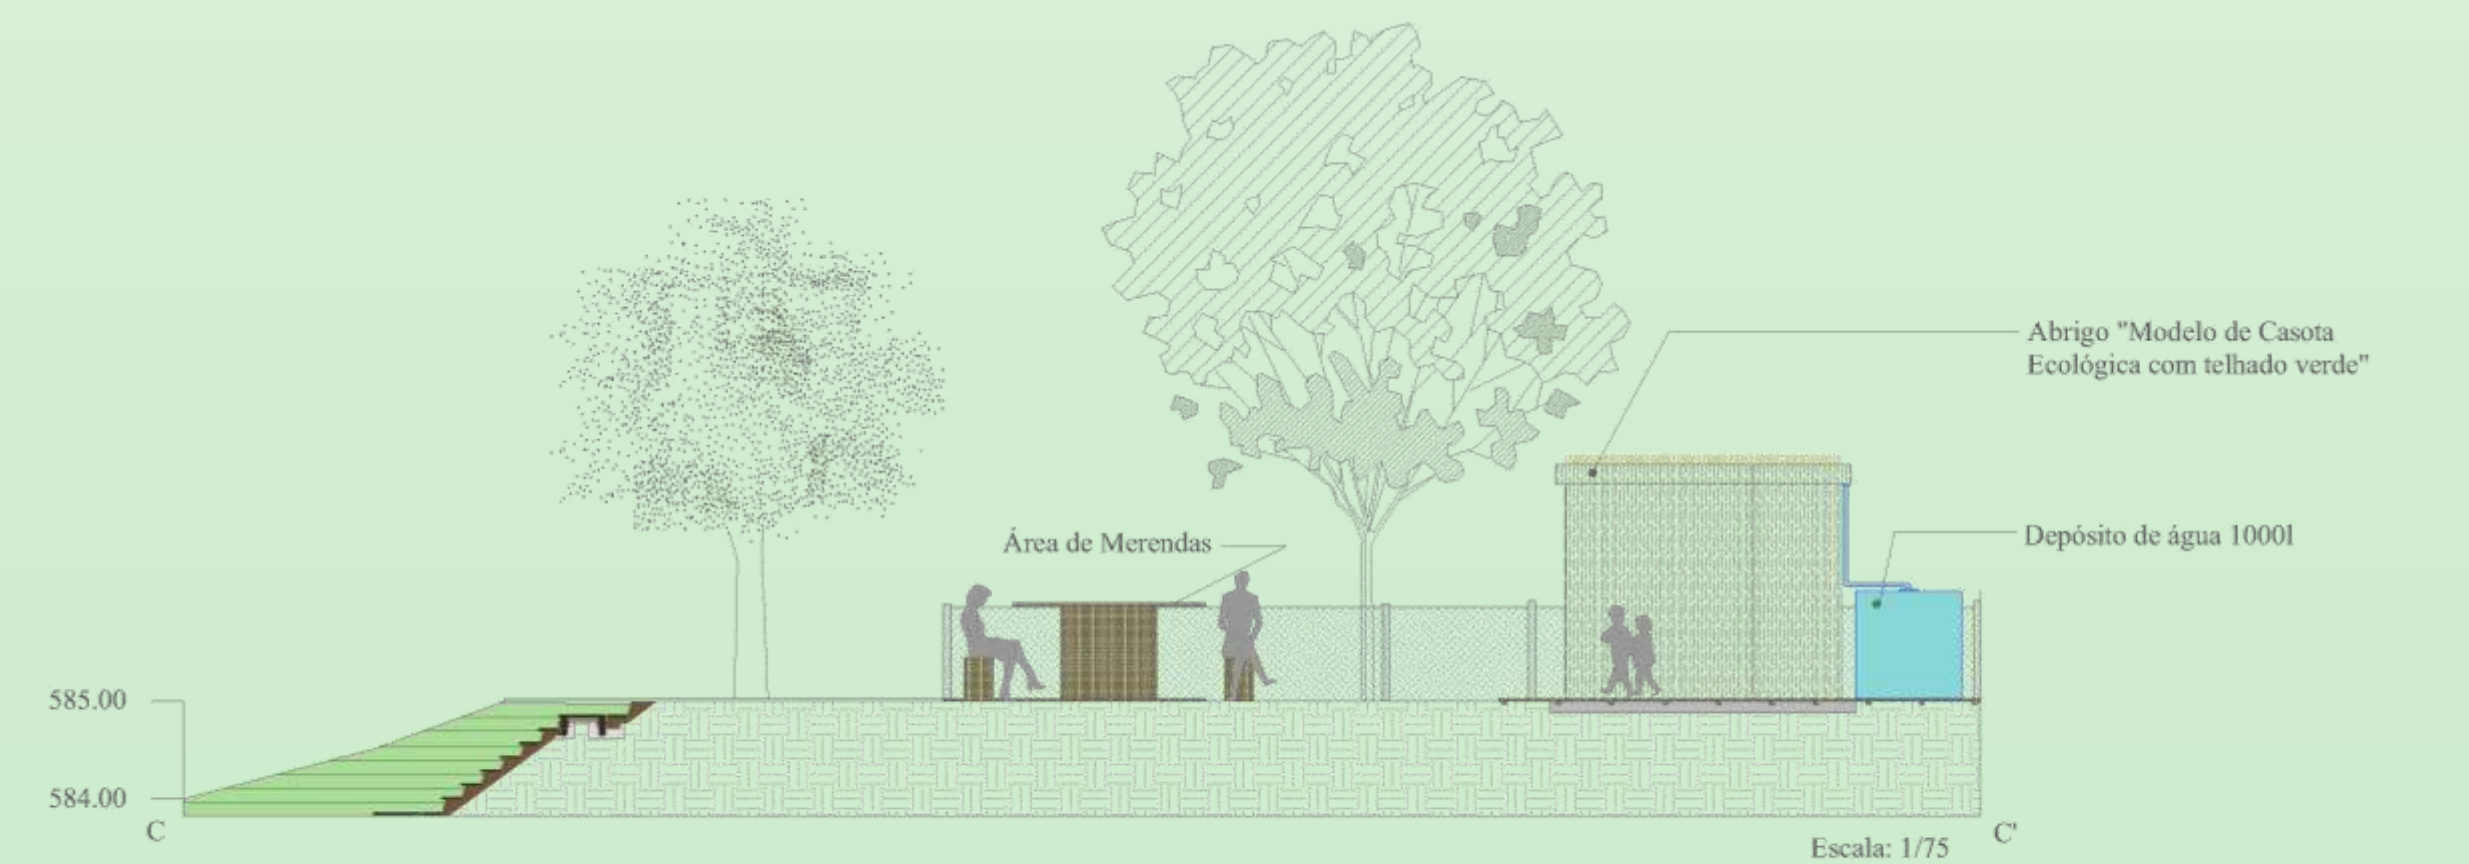 Abrigo "Modelo de Casota
Ecológica com telhado verde"
Área de Merendas
Depósito de água 1000l
585.00
584.00
C
C'
Escala: 1/75